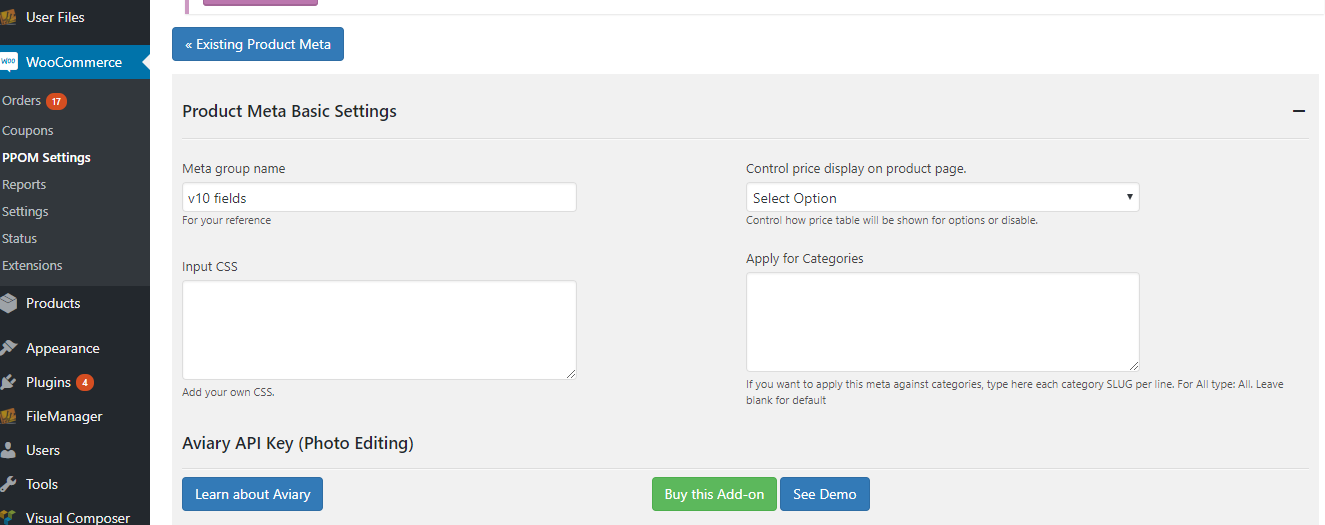 User Files
WOO WooCommerce
Orders 17
Coupons
PPOM Settings
Reports
Settings
Status
Extensions
Products
Appearance
Plugins 4
FileManager
Users
Tools
Visual Composer
« Existing Product Meta
Product Meta Basic Settings
Meta group name
v10 fields
For your reference
Control price display on product page.
Select Option
Control how price table will be shown for options or disable.
Input CSS
Add your own CSS.
Apply for Categories
If you want to apply this meta against categories, type here each category SLUG per line. For All type: All. Leave
blank for default
Aviary API Key (Photo Editing)
Learn about Aviary
Buy this Add-on
See Demo